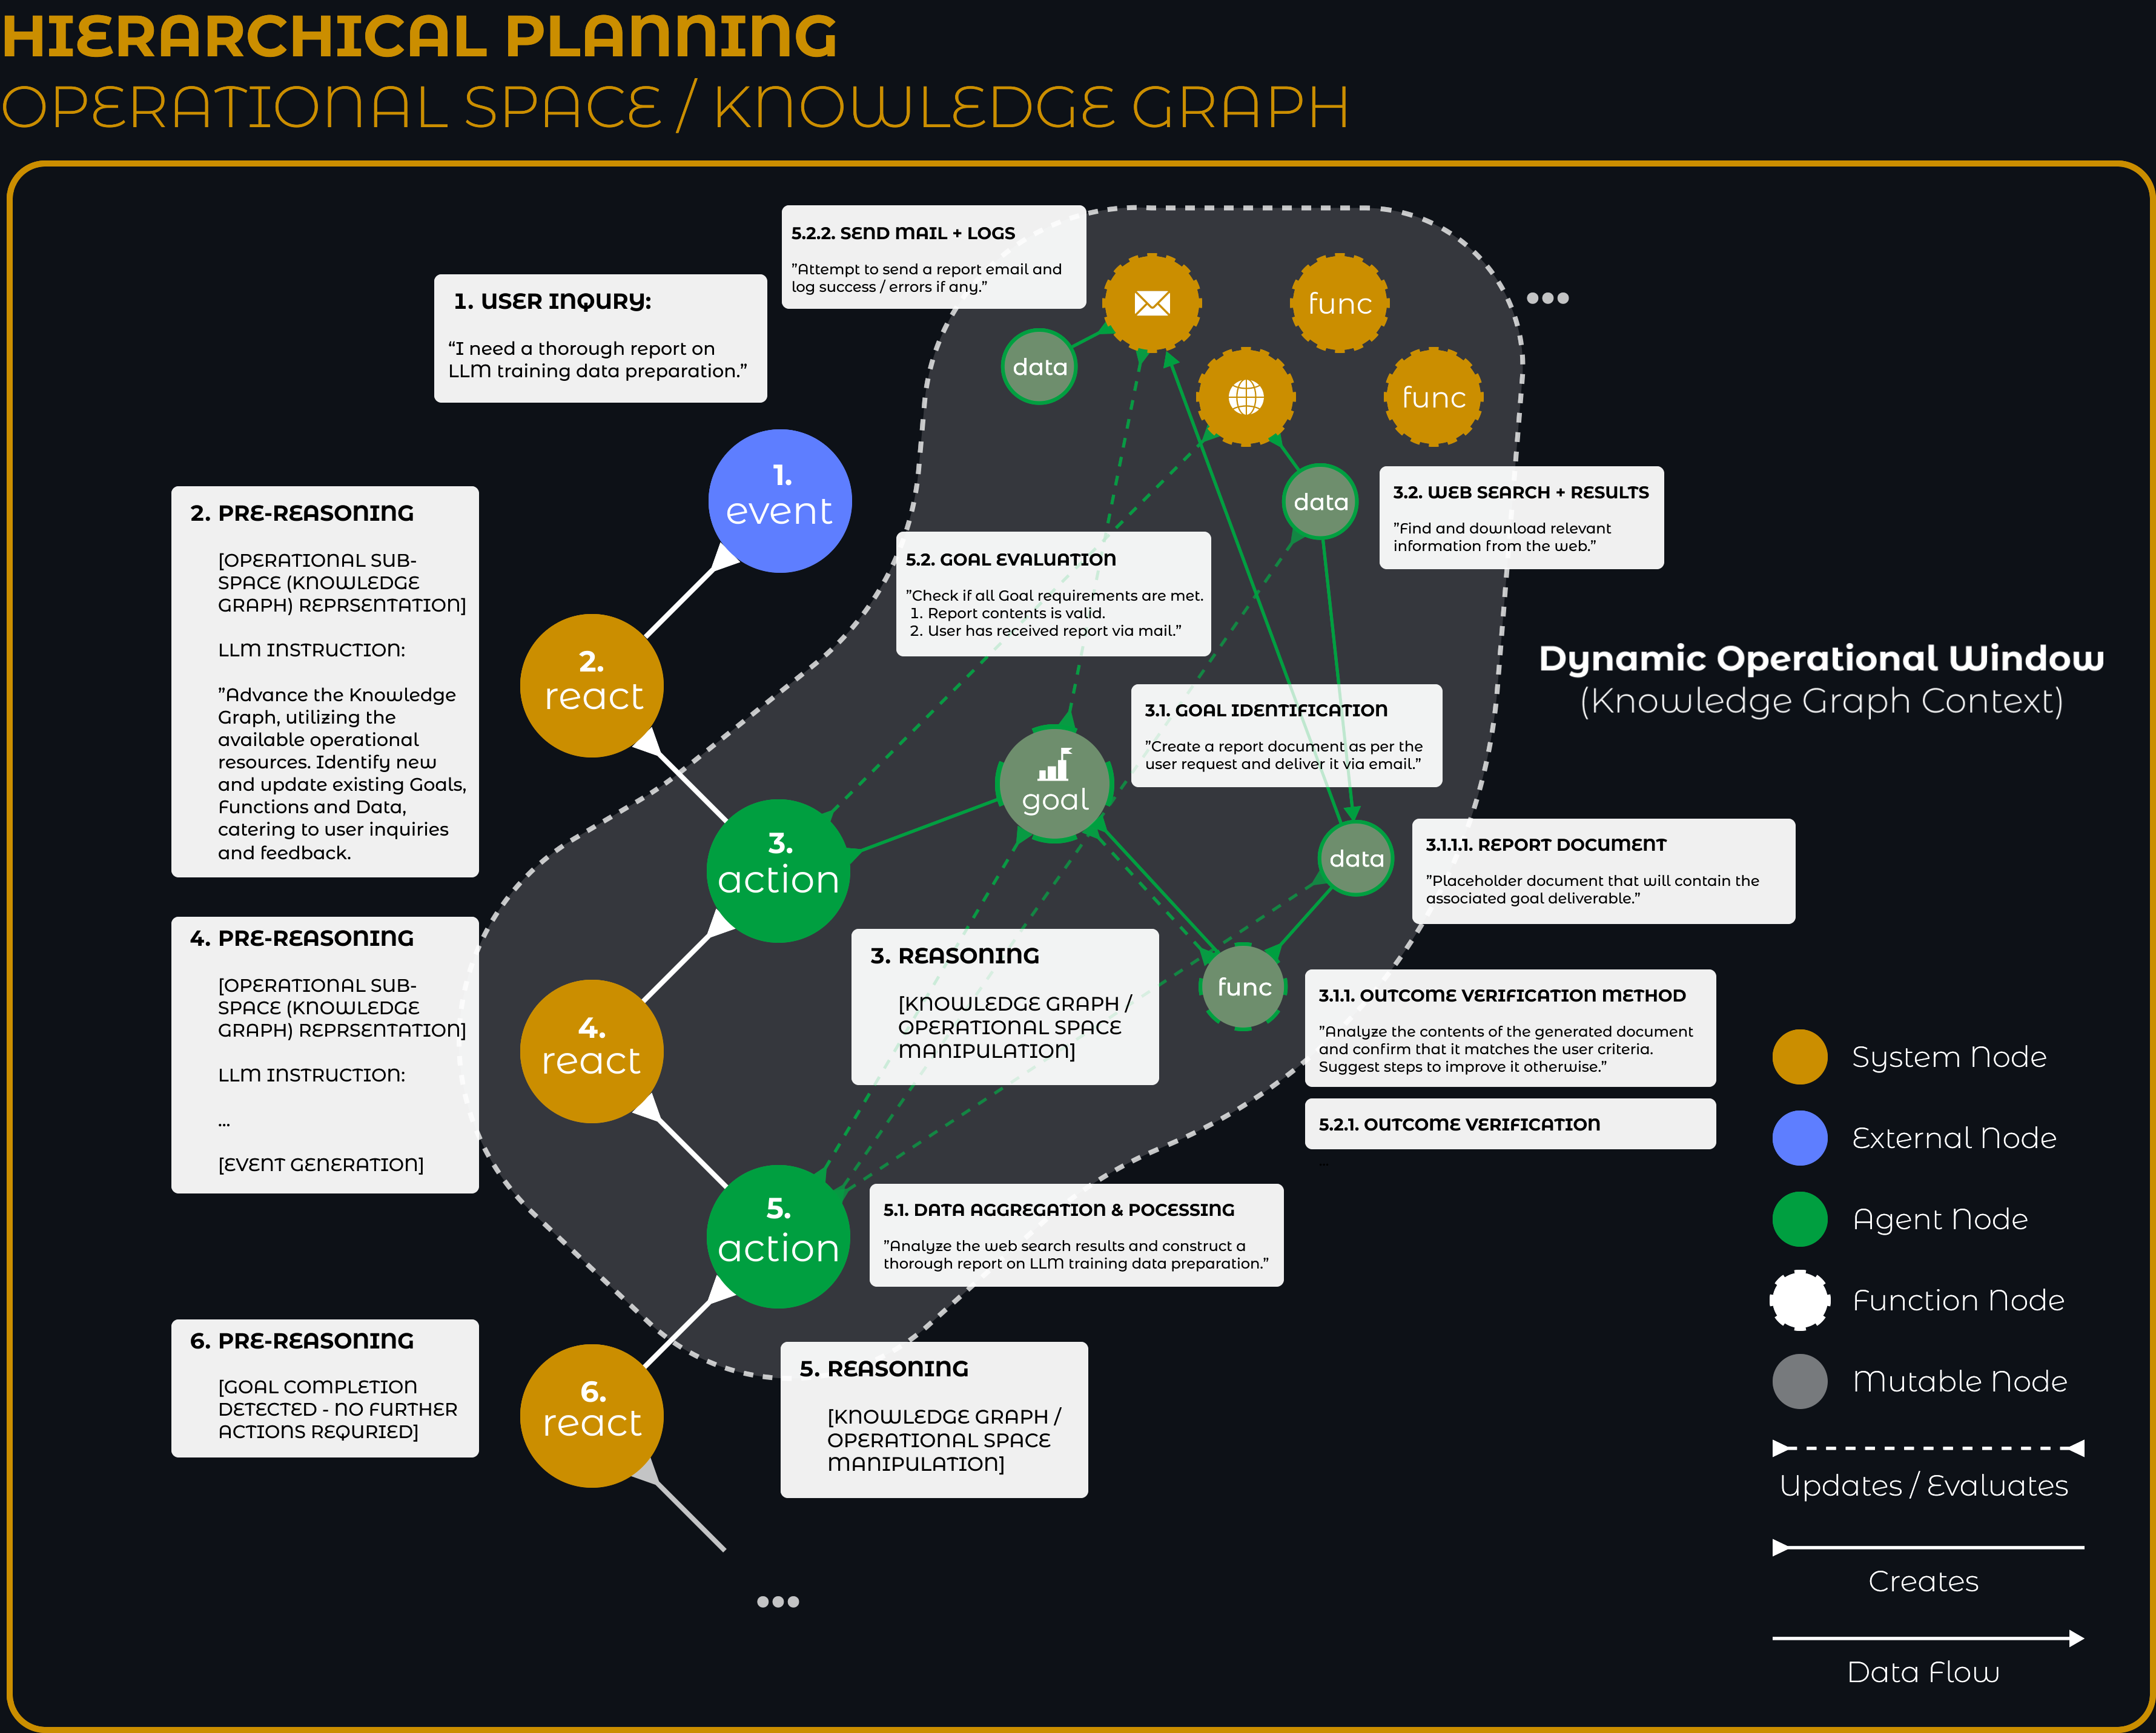 HIERARCHICAL PLANNING
OPERATIONAL SPACE / KNOWLEDGE GRAPH
5.2.2. SEND MAIL + LOGS
”Attempt to send a report email and
log success / errors if any.”
1. USER INQURY:
“I need a thorough report on
LLM training data preparation.”
func
data
func
1.
event
data
3.2. WEB SEARCH + RESULTS
”Find and download relevant
information from the web.”
2. PRE-REASONING
[OPERATIONAL SUB-
SPACE (KNOWLEDGE
GRAPH) REPRSENTATION]
LLM INSTRUCTION:
”Advance the Knowledge
Graph, utilizing the
available operational
resources. Identify new
and update existing Goals,
Functions and Data,
catering to user inquiries
and feedback.
5.2. GOAL EVALUATION
”Check if all Goal requirements are met.
1. Report contents is valid.
2. User has received report via mail.”
2.
react
Dynamic Operational Window
(Knowledge Graph Context)
3.1. GOAL IDENTIFICATION
”Create a report document as per the
user request and deliver it via email.”
goal
3.
action
data
3.1.1.1. REPORT DOCUMENT
”Placeholder document that will contain the
associated goal deliverable.”
4. PRE-REASONING
[OPERATIONAL SUB-
SPACE (KNOWLEDGE
GRAPH) REPRSENTATION]
LLM INSTRUCTION:
...
[EVENT GENERATION]
3. REASONING
[KNOWLEDGE GRAPH /
OPERATIONAL SPACE
MANIPULATION]
func
3.1.1. OUTCOME VERIFICATION METHOD
”Analyze the contents of the generated document
and confirm that it matches the user criteria.
Suggest steps to improve it otherwise.”
4.
react
5.2.1. OUTCOME VERIFICATION
...
5.
action
5.1. DATA AGGREGATION & POCESSING
”Analyze the web search results and construct a
thorough report on LLM training data preparation.”
6. PRE-REASONING
[GOAL COMPLETION
DETECTED - NO FURTHER
ACTIONS REQURIED]
6.
react
5. REASONING
[KNOWLEDGE GRAPH /
OPERATIONAL SPACE
MANIPULATION]
System Node
External Node
Agent Node
Function Node
Mutable Node
Updates / Evaluates
Creates
Data Flow